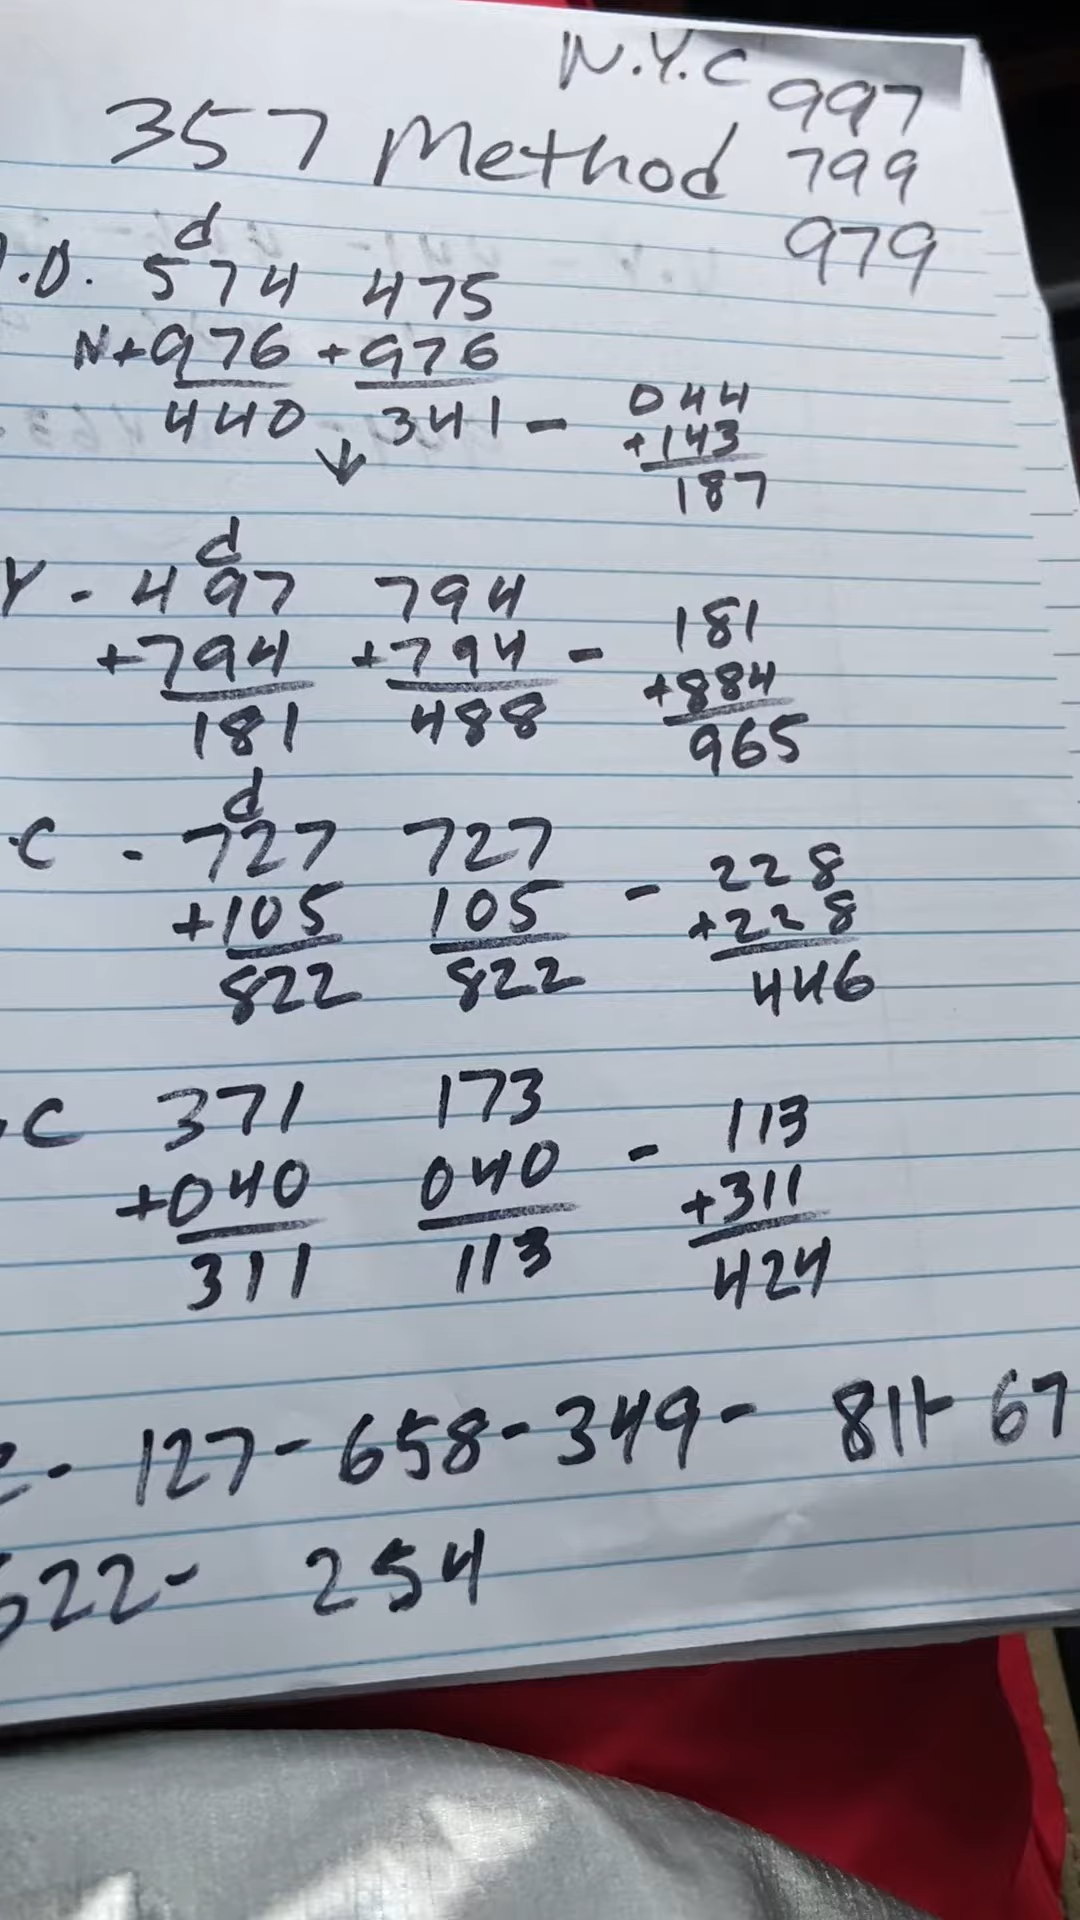 N.Y.C 997
357 Method 799
979
d
.D. 574 475
N+976 +976
440 341 - 044
+143
187
↓
d
Y - 497 794
+794 +794 -
181 488
181
+884
965
d
.C - 727 727
+105 105 -
822 822
228
+228
446
.C 371 173
+040 040 -
311 113
113
+311
424
- 127 - 658 - 349 - 811 - 67
22 - 254